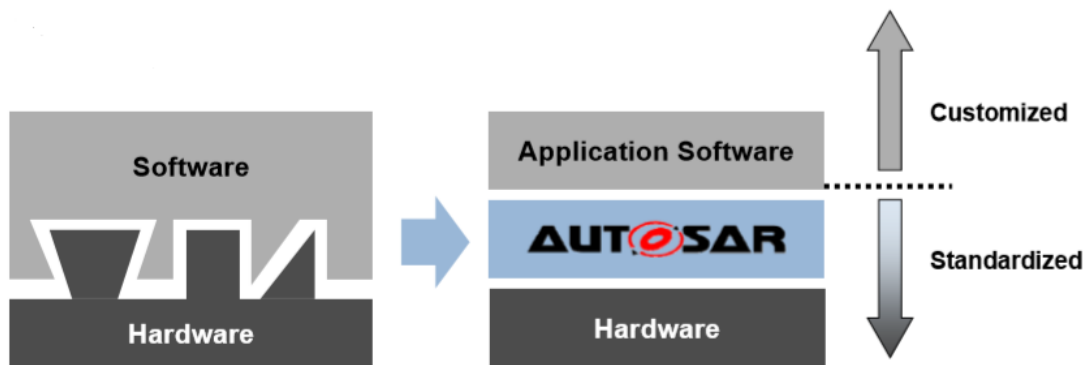 Software
Hardware
Application Software
AUTOSAR
Hardware
Customized
Standardized